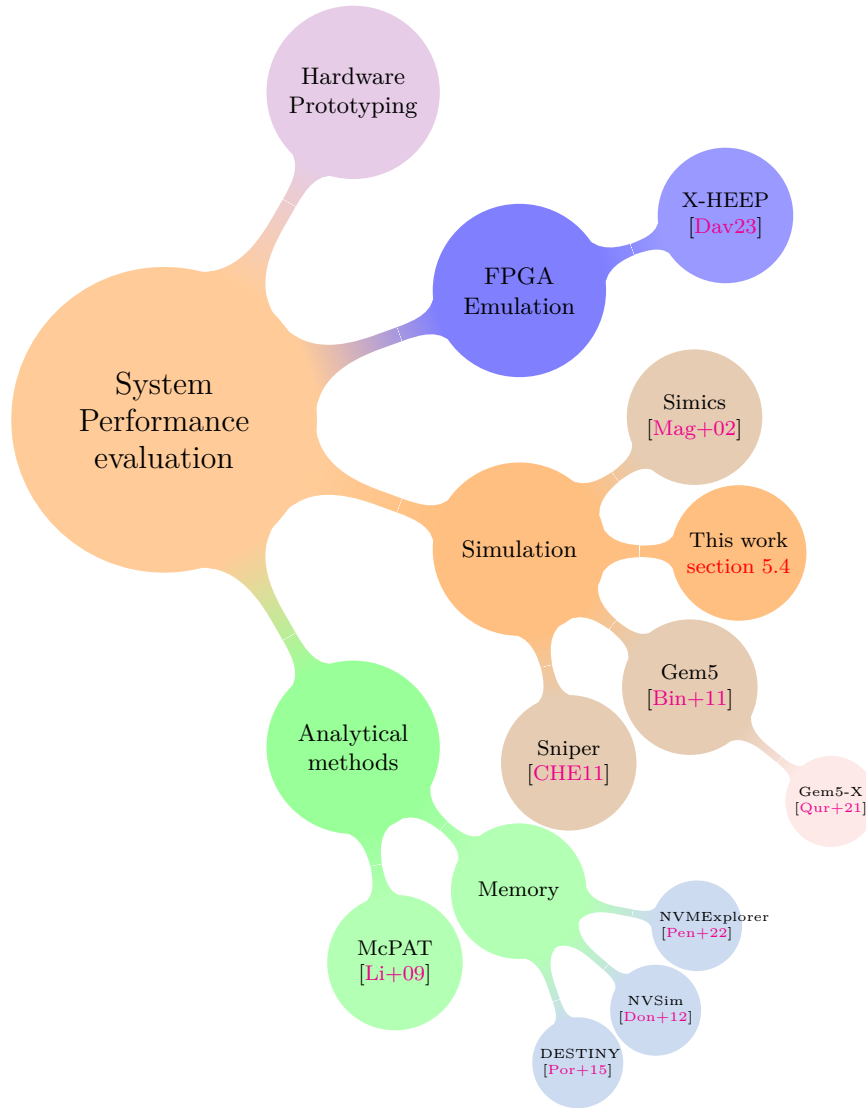 Hardware
Prototyping
X-HEEP
[Dav23]
FPGA
Emulation
System
Performance
evaluation
Simics
[Mag+02]
Simulation
This work
section 5.4
Gem5
[Bin+11]
Sniper
[CHE11]
Gem5-X
[Qur+21]
Analytical
methods
Memory
McPAT
[Li+09]
NVMExplorer
[Pen+22]
NVSim
[Don+12]
DESTINY
[Por+15]